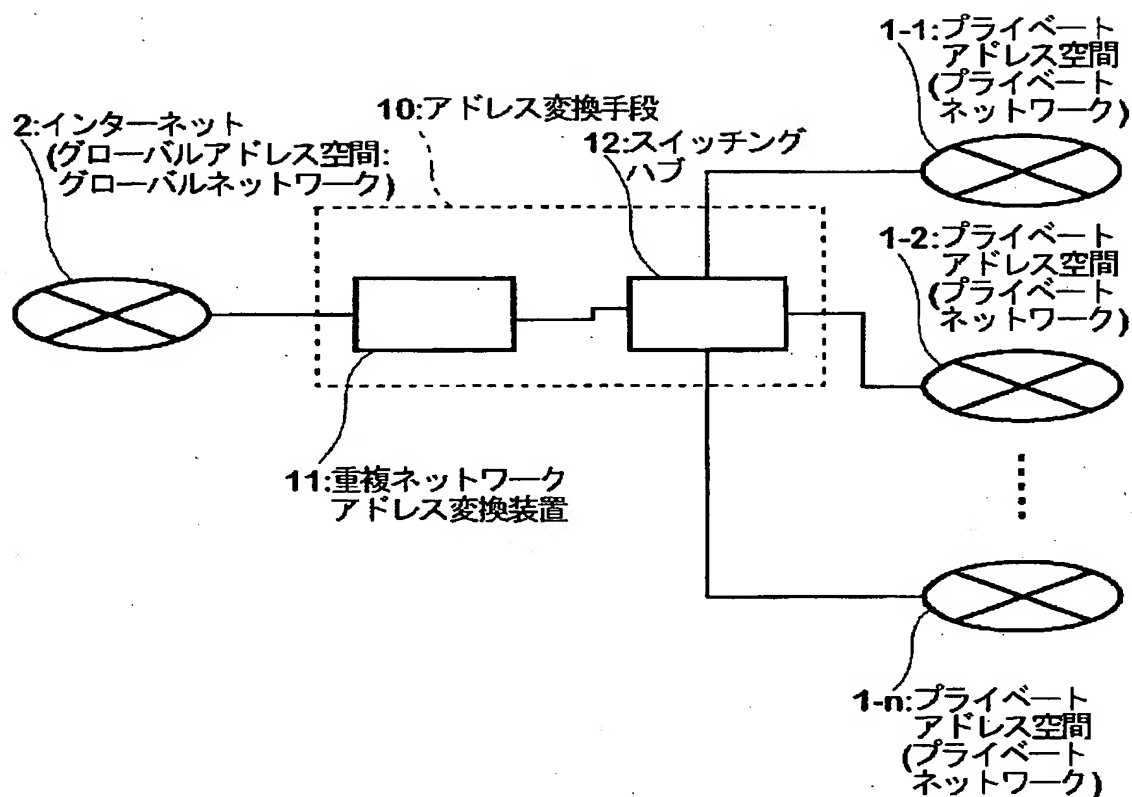 1-1:プライベート
アドレス空間
(プライベート
ネットワーク)
10:アドレス変換手段
2:インターネット
(グローバルアドレス空間:
グローバルネットワーク)
12:スイッチング
ハブ
1-2:プライベート
アドレス空間
(プライベート
ネットワーク)
11:重複ネットワーク
アドレス変換装置
1-n:プライベート
アドレス空間
(プライベート
ネットワーク)